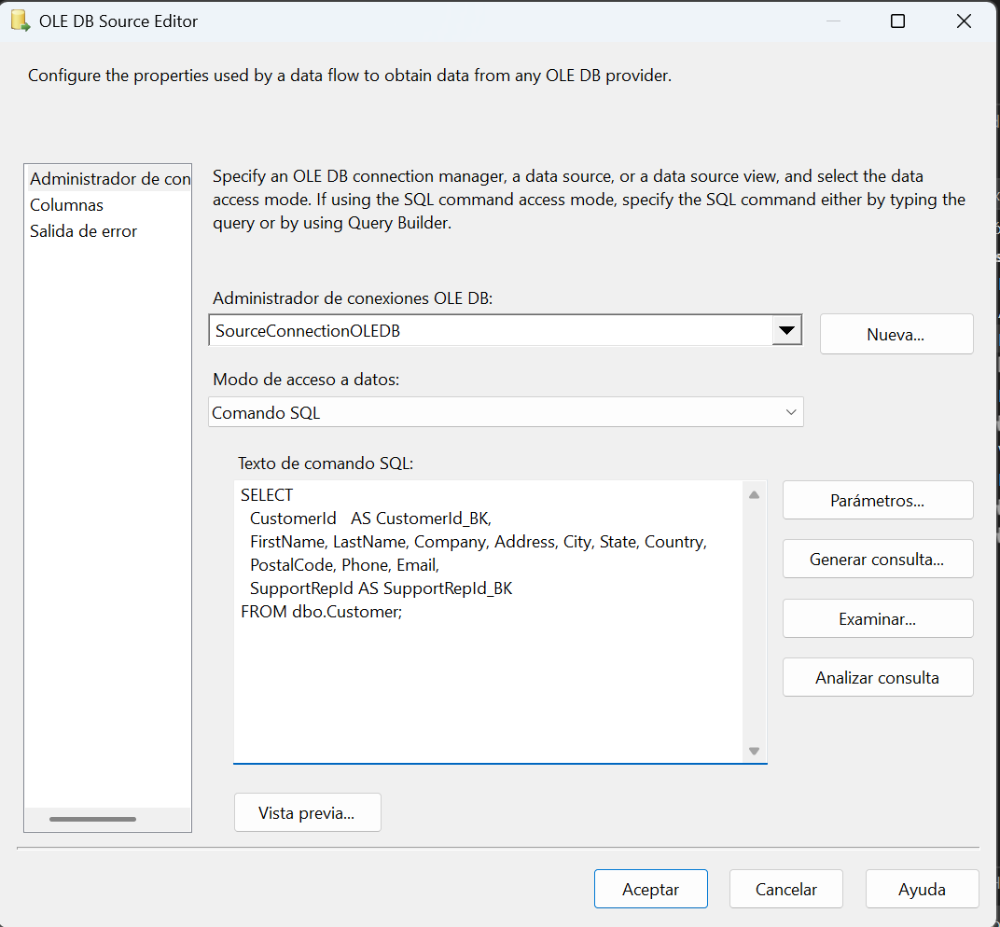 OLE DB Source Editor
Configure the properties used by a data flow to obtain data from any OLE DB provider.
Administrador de con
Columnas
Salida de error
Specify an OLE DB connection manager, a data source, or a data source view, and select the data
access mode. If using the SQL command access mode, specify the SQL command either by typing the
query or by using Query Builder.
Administrador de conexiones OLE DB:
SourceConnectionOLEDB
Nueva...
Modo de acceso a datos:
Comando SQL
Texto de comando SQL:
SELECT
CustomerId   AS CustomerId_BK,
FirstName, LastName, Company, Address, City, State, Country,
PostalCode, Phone, Email,
SupportRepId AS SupportRepId_BK
FROM dbo.Customer;
Parámetros...
Generar consulta...
Examinar...
Analizar consulta
Vista previa...
Aceptar
Cancelar
Ayuda